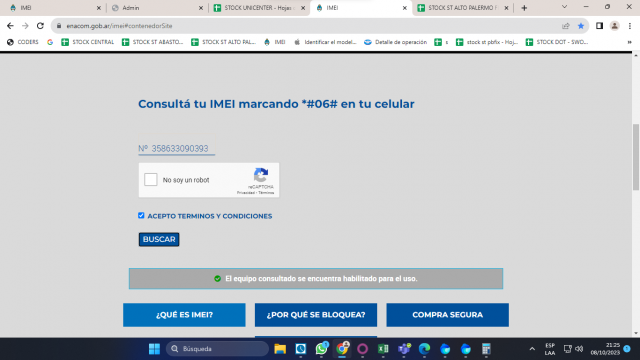 IMEI
Admin
STOCK UNICENTER - Hojas
IMEI
STOCK ST ALTO PALERMO
enacom.gob.ar/imei#contenedorSite
CODERS
STOCK CENTRAL
STOCK ST ABASTO...
STOCK ST ALTO PAL...
IMEI
Identificar el model...
Detalle de operación
stock st pbfix - Hoj...
STOCK DOT - SWO...
Consultá tu IMEI marcando *#06# en tu celular
Nº 358633090393
No soy un robot
reCAPTCHA
Privacidad - Términos
ACEPTO TERMINOS Y CONDICIONES
BUSCAR
El equipo consultado se encuentra habilitado para el uso.
¿QUÉ ES IMEI?
¿POR QUÉ SE BLOQUEA?
COMPRA SEGURA
Búsqueda
ESP
LAA
21:25
08/10/2023